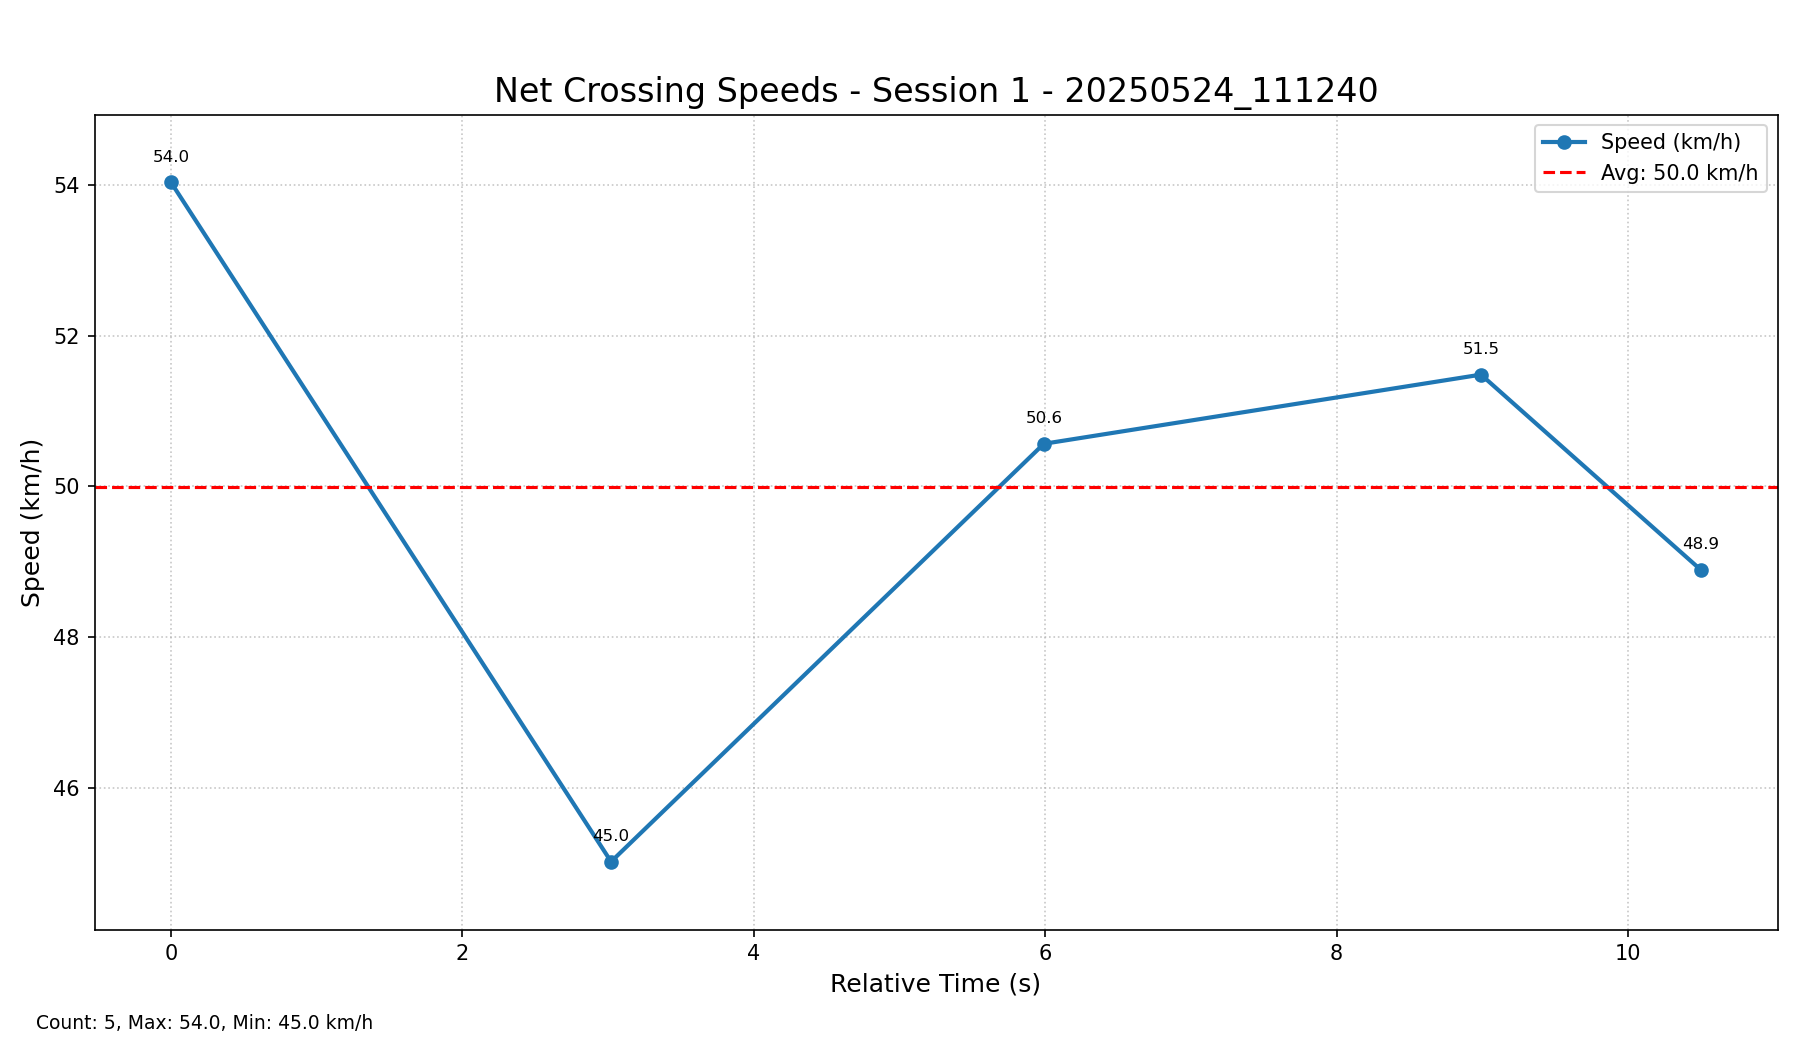 Net Crossing Speeds - Session 1 - 20250524_111240
Speed (km/h)
Avg: 50.0 km/h
54.0
45.0
50.6
51.5
48.9
54
52
50
48
46
Speed (km/h)
0 2 4 6 8 10
Relative Time (s)
Count: 5, Max: 54.0, Min: 45.0 km/h